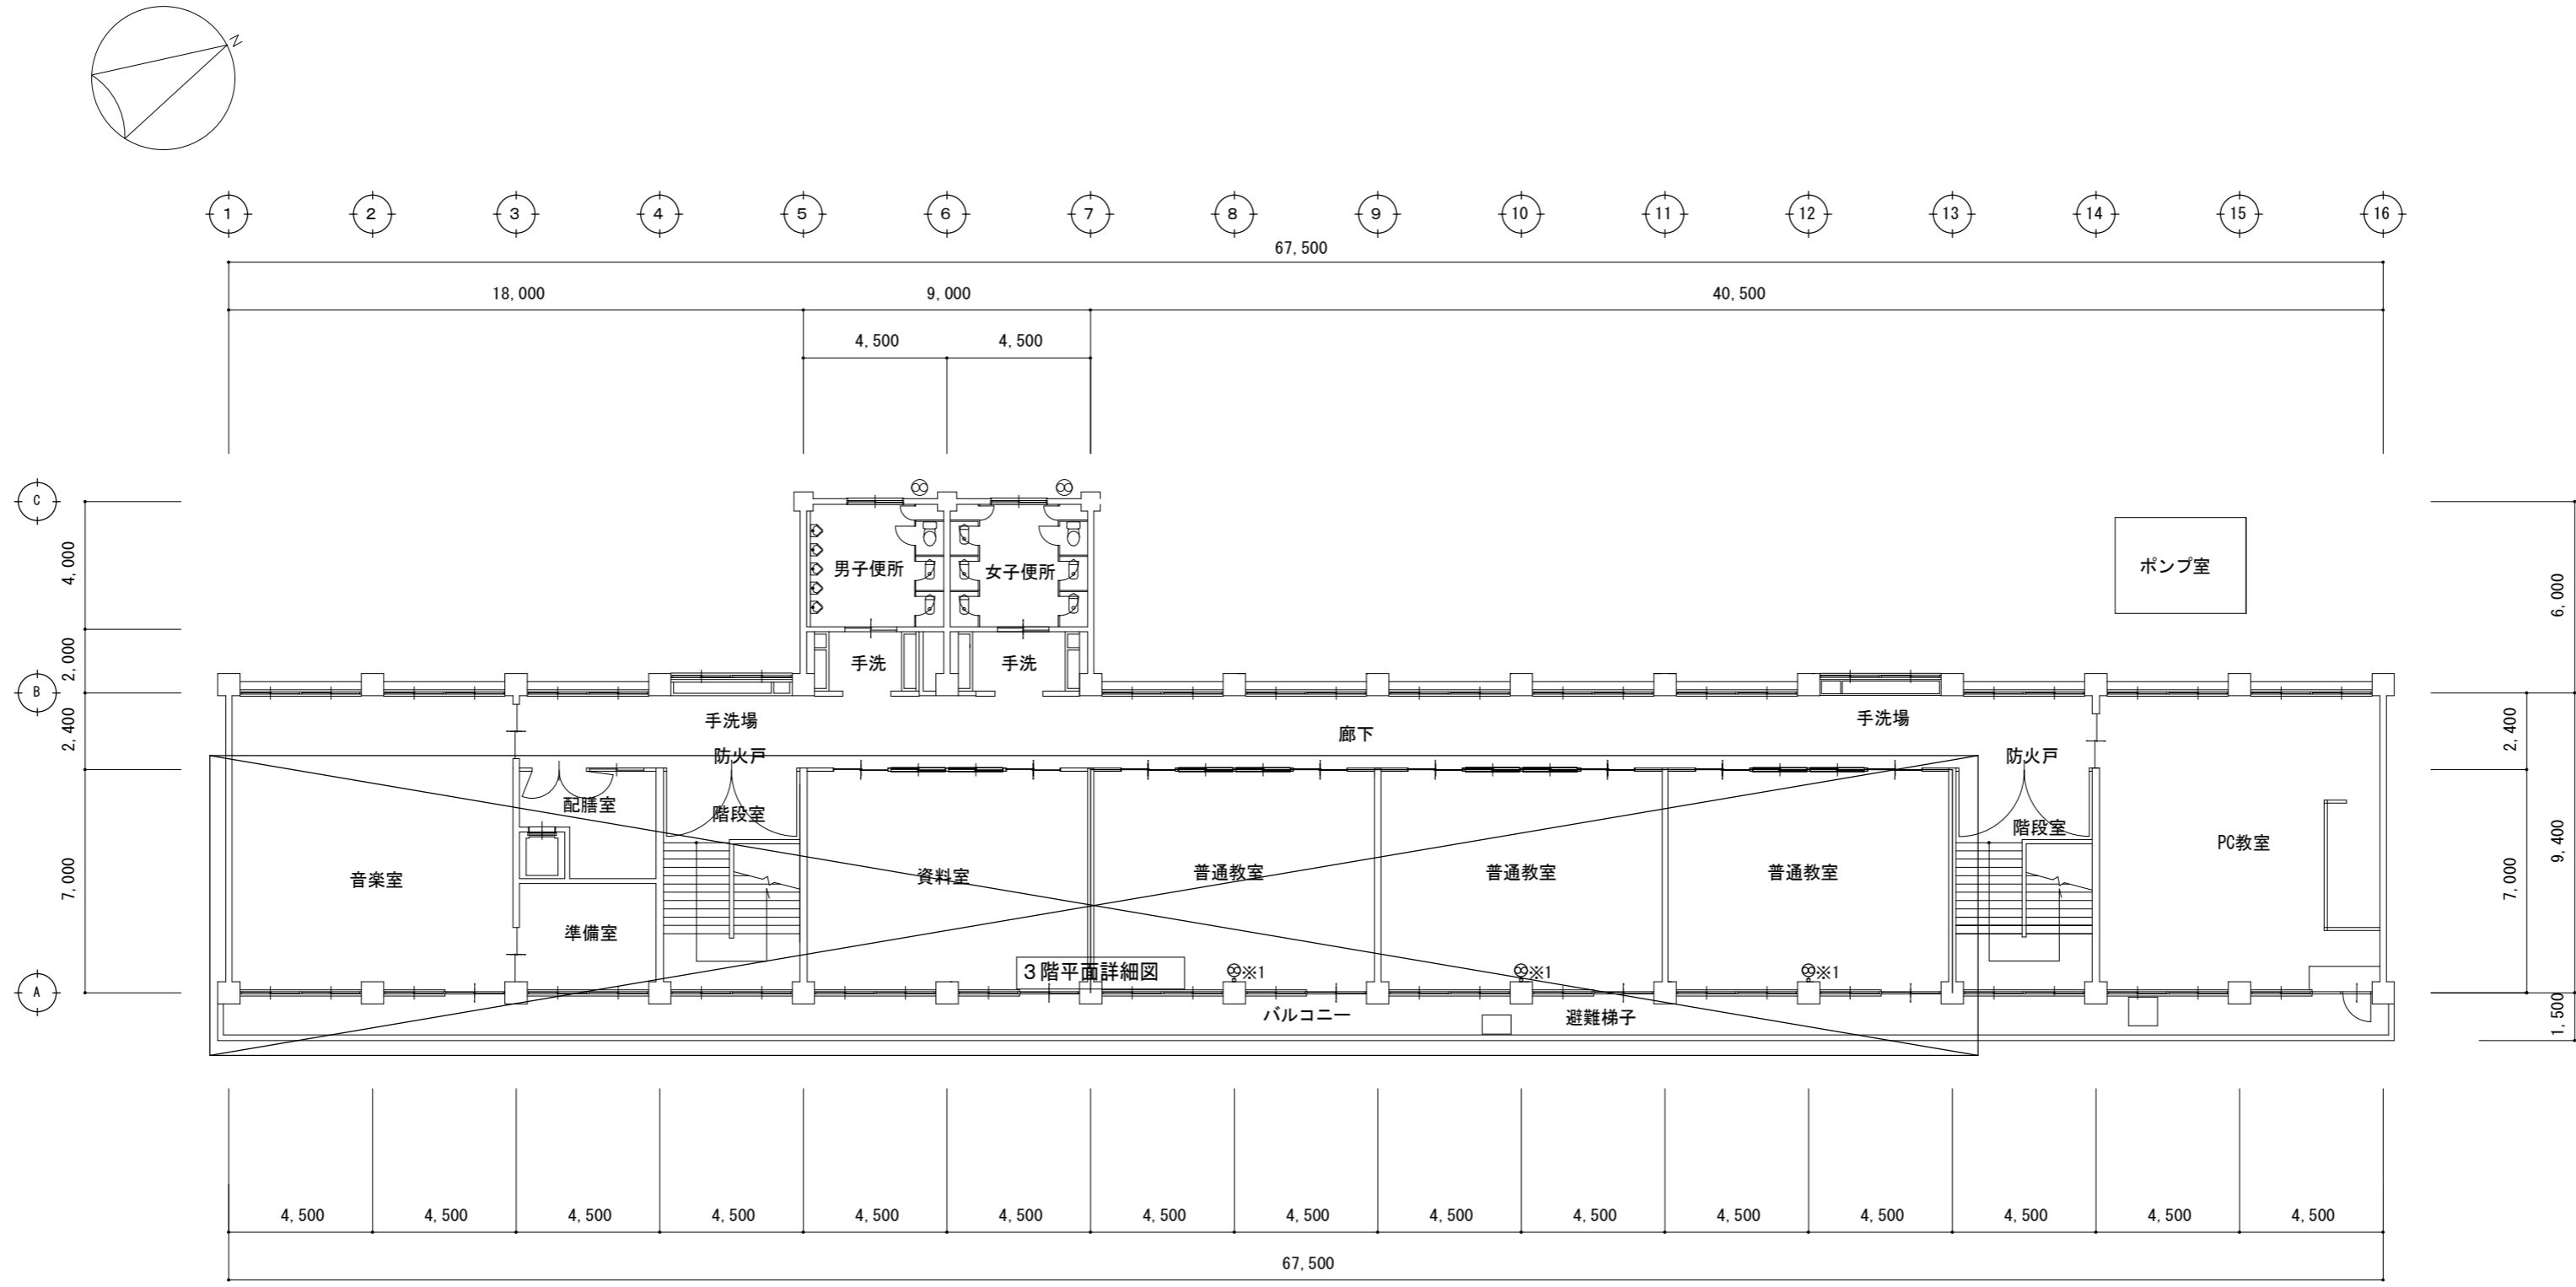 N
1 2 3 4 5 6 7 8 9 10 11 12 13 14 15 16
67,500
18,000 9,000 40,500
4,500 4,500
C
4,000
男子便所 女子便所 ポンプ室
6,000
2,000
手洗 手洗
B
2,400
手洗場 手洗場
廊下
2,400
防火戸 防火戸
配膳室
階段室 階段室
PC教室
9,400
7,000
音楽室 資料室 普通教室 普通教室 普通教室
7,000
準備室
3階平面詳細図
※1 ※1 ※1
A
バルコニー 避難梯子
1,500
4,500 4,500 4,500 4,500 4,500 4,500 4,500 4,500 4,500 4,500 4,500 4,500 4,500 4,500 4,500
67,500